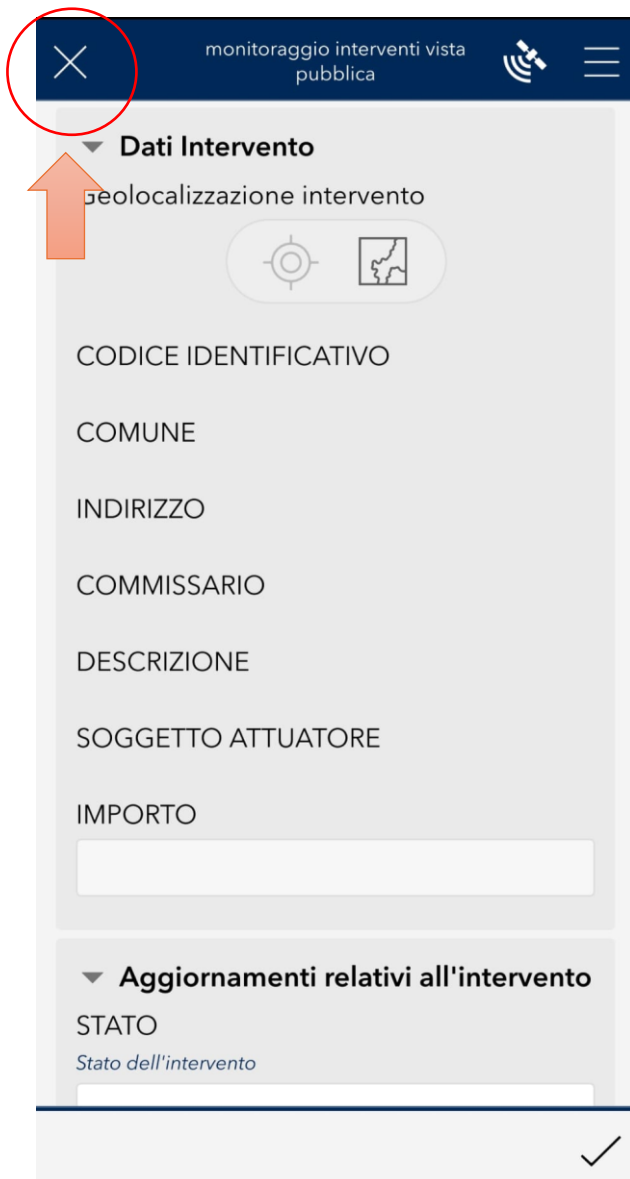 monitoraggio interventi vista
pubblica
Dati Intervento
Geolocalizzazione intervento
CODICE IDENTIFICATIVO
COMUNE
INDIRIZZO
COMMISSARIO
DESCRIZIONE
SOGGETTO ATTUATORE
IMPORTO
Aggiornamenti relativi all'intervento
STATO
Stato dell'intervento